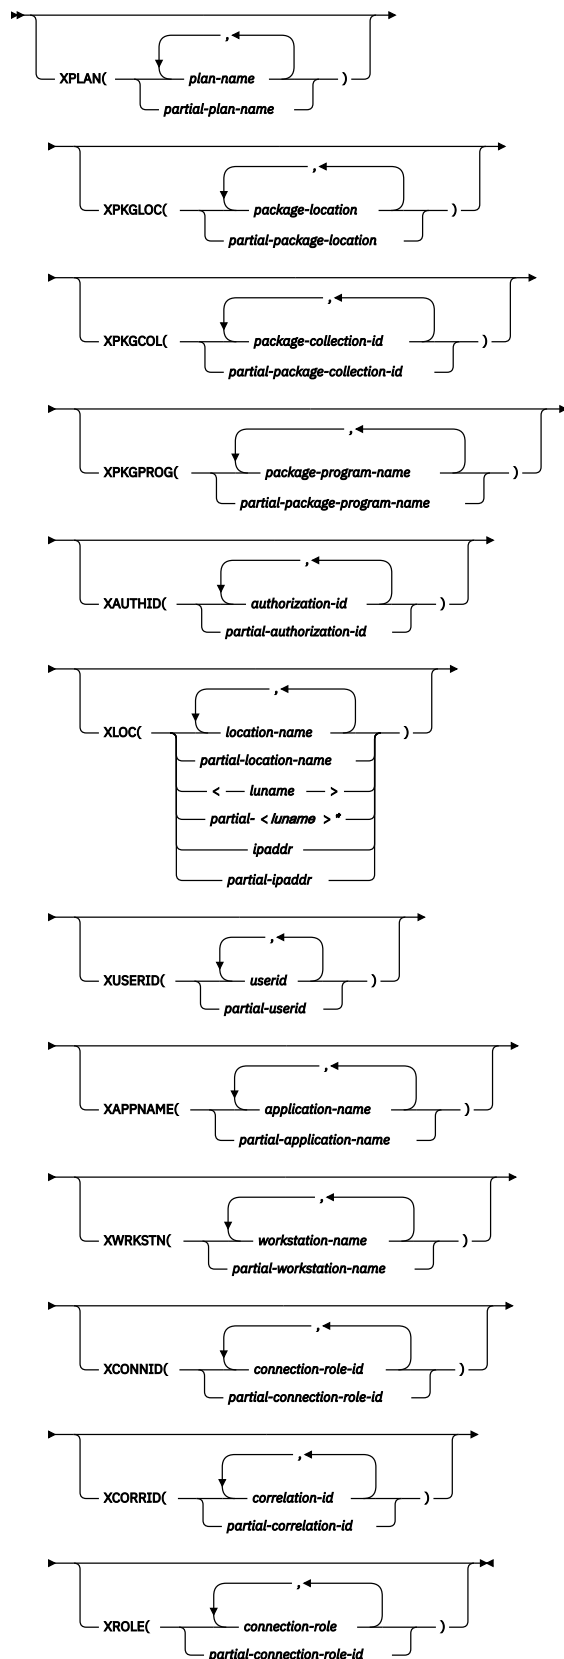 ,
XPLAN( plan-name )
partial-plan-name
,
XPKGLOC( package-location )
partial-package-location
,
XPKGCOL( package-collection-id )
partial-package-collection-id
,
XPKGPROG( package-program-name )
partial-package-program-name
,
XAUTHID( authorization-id )
partial-authorization-id
,
XLOC( location-name )
partial-location-name
< luname >
partial- <luname > *
ipaddr
partial-ipaddr
,
XUSERID( userid )
partial-userid
,
XAPPNAME( application-name )
partial-application-name
,
XWRKSTN( workstation-name )
partial-workstation-name
,
XCONNID( connection-role-id )
partial-connection-role-id
,
XCORRID( correlation-id )
partial-correlation-id
,
XROLE( connection-role )
partial-connection-role-id